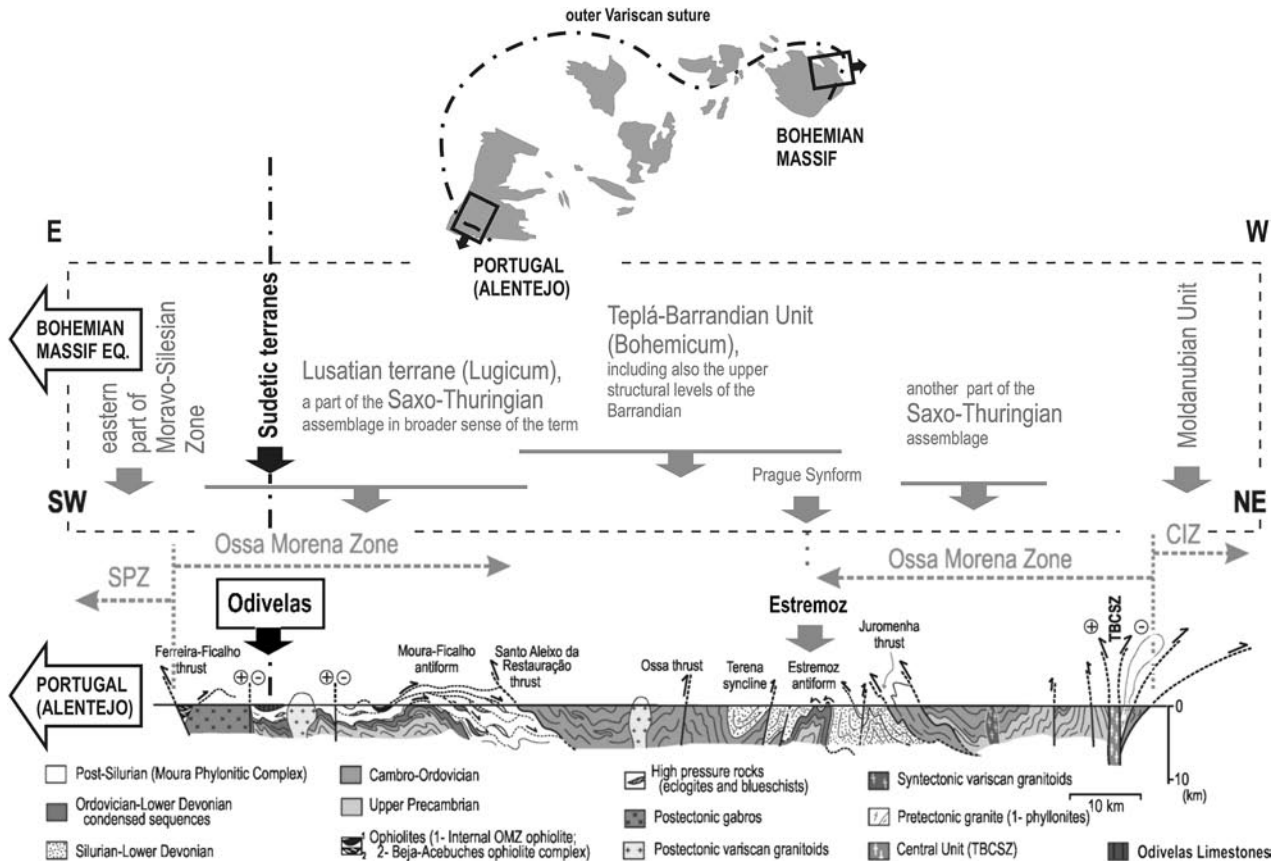 outer Variscan suture
BOHEMIAN
MASSIF
PORTUGAL
(ALENTEJO)
E
W
BOHEMIAN
MASSIF EQ.
eastern
part of
Moravo-Silesian
Zone
Sudetic terranes
Lusatian terrane (Lugicum),
a part of the Saxo-Thuringian
assemblage in broader sense of the term
Teplá-Barrandian Unit
(Bohemicum),
including also the upper
structural levels of the
Barrandian
another part of the
Saxo-Thuringian
assemblage
Moldanubian Unit
Prague Synform
SW
NE
Ossa Morena Zone
CIZ
SPZ
Ossa Morena Zone
Odivelas
Estremoz
TBCSZ
Ferreira-Ficalho
thrust
Moura-Ficalho
antiform
Santo Aleixo da
Restauração
thrust
Ossa thrust
Terena
syncline
Estremoz
antiform
Juromenha
thrust
+ -
+ -
+ -
PORTUGAL
(ALENTEJO)
0
10
(km)
10 km
Post-Silurian (Moura Phylonitic Complex)
Ordovician-Lower Devonian
condensed sequences
Silurian-Lower Devonian
Cambro-Ordovician
Upper Precambrian
1
2
Ophiolites (1- Internal OMZ ophiolite;
2- Beja-Acebuches ophiolite complex)
High pressure rocks
(eclogites and blueschists)
Postectonic gabros
Postectonic variscan granitoids
Syntectonic variscan granitoids
Pretectonic granite (1- phyllonites)
Central Unit (TBCSZ)
Odivelas Limestones